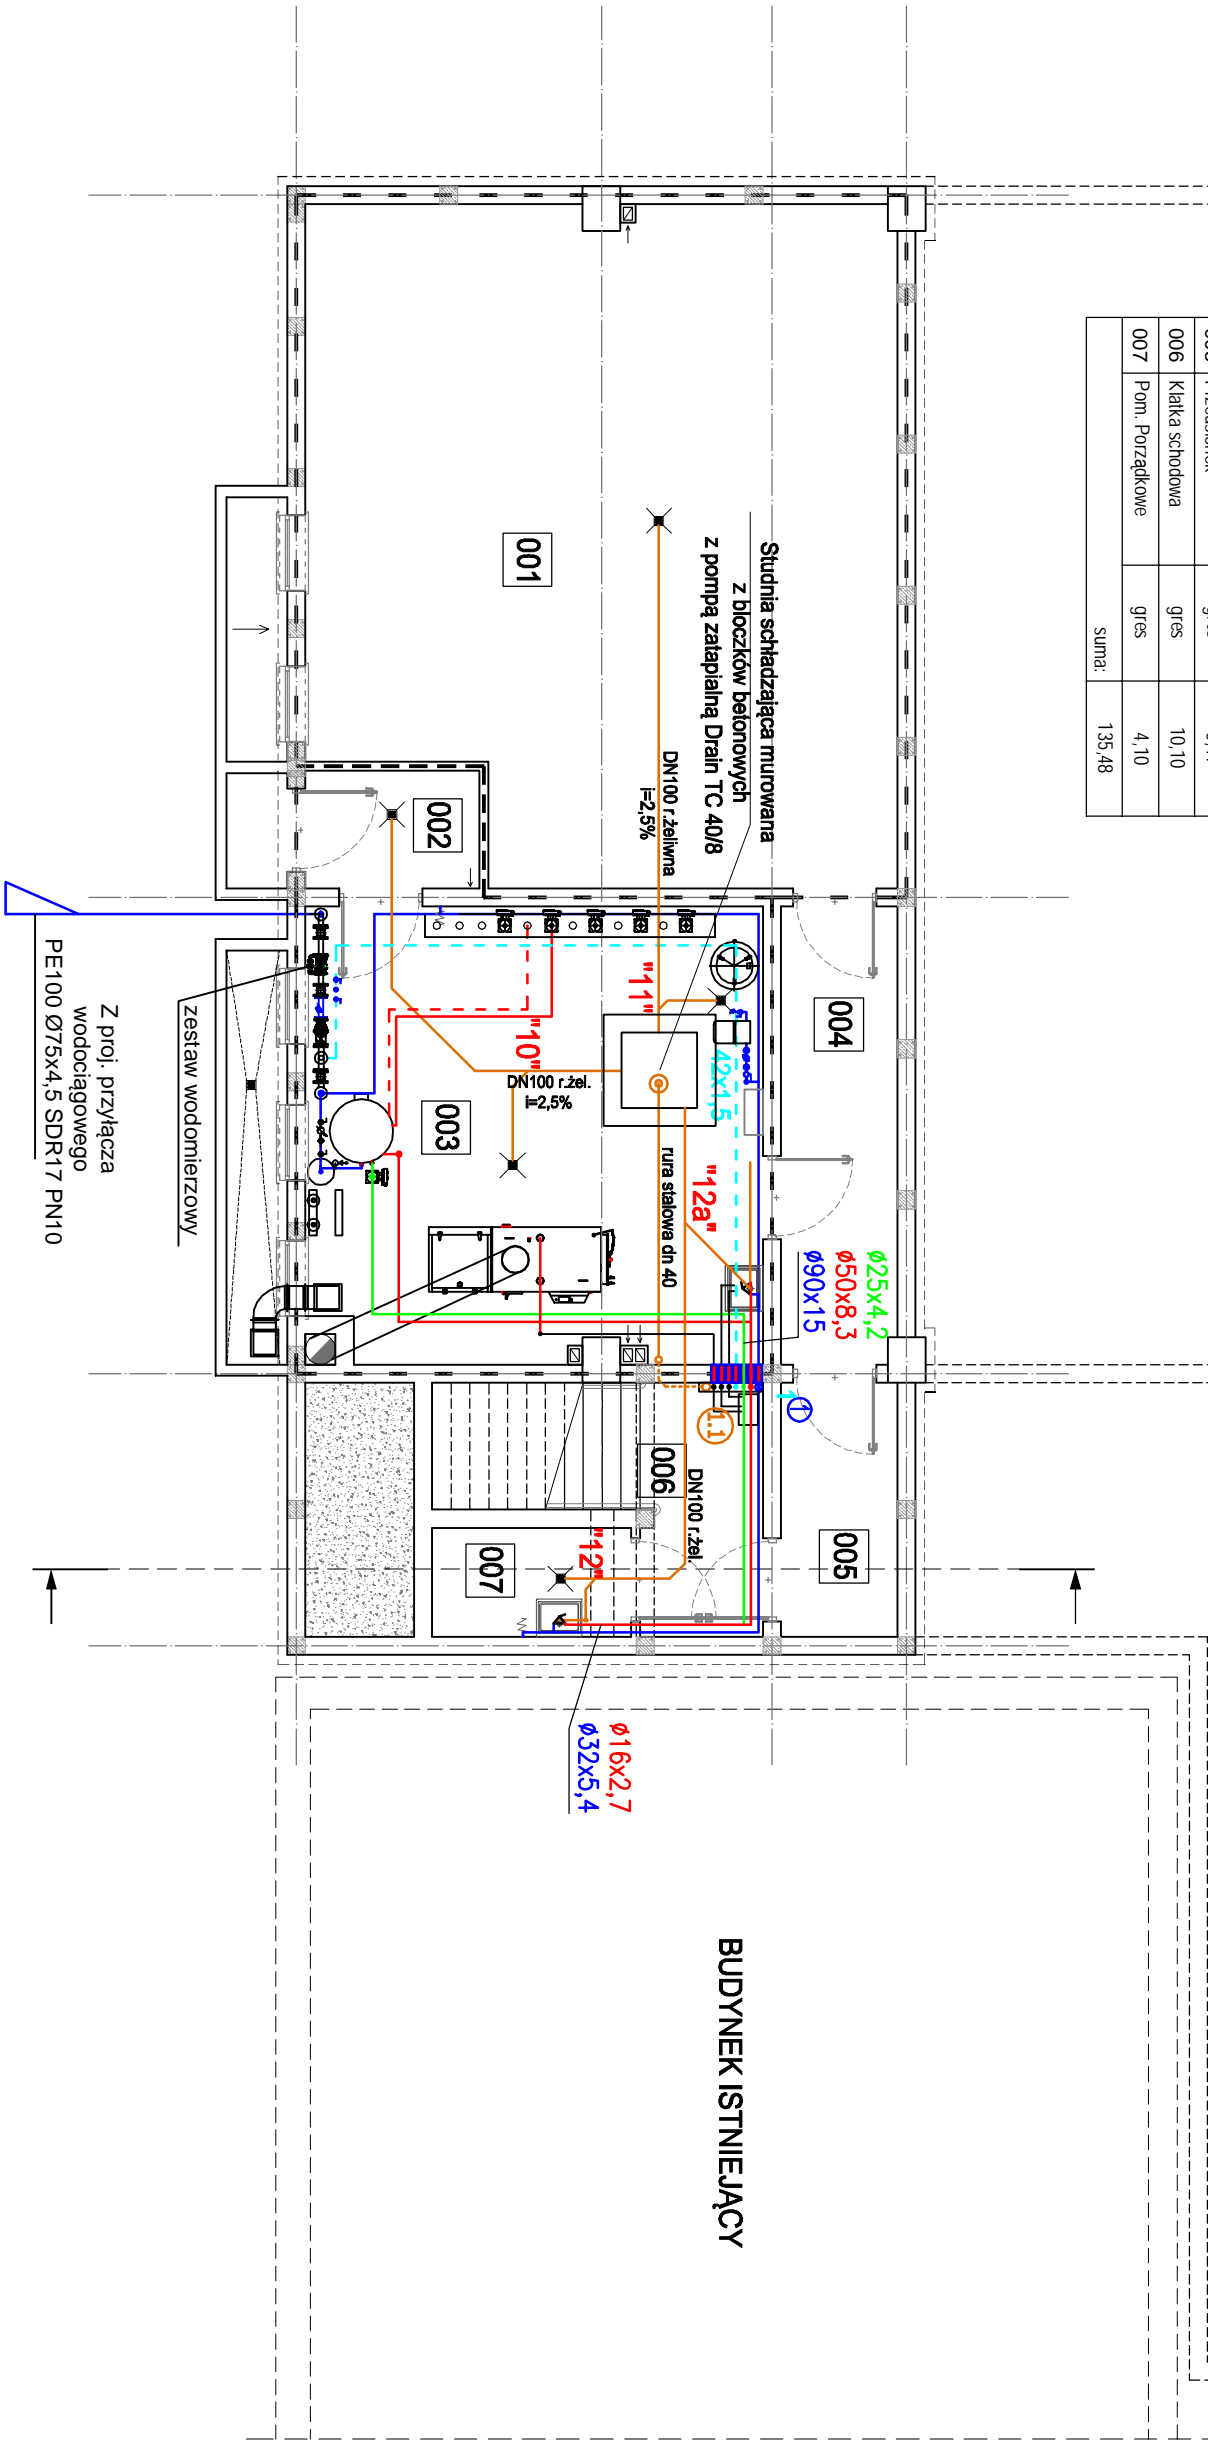 006 Klatka schodowa gres 10,10
007 Pom. Porządkowe gres 4,10
suma: 135,48
Studnia schładzająca murowana
z bloczków betonowych
z pompą zatapialną Drain TC 40/8
DN100 r.żeliwna
i=2,5%
001
002
003
004
005
006
007
"11"
"10"
42x1,5
DN100 r.żel.
i=2,5%
"12a"
rura stalowa dn 40
Ø25x4,2
Ø50x8,3
Ø90x15
1
1
1.1
DN100 r.żel.
"12"
Ø16x2,7
Ø32x5,4
zestaw wodomierzowy
Z proj. przyłącza
wodociągowego
PE100 Ø75x4,5 SDR17 PN10
BUDYNEK ISTNIEJĄCY